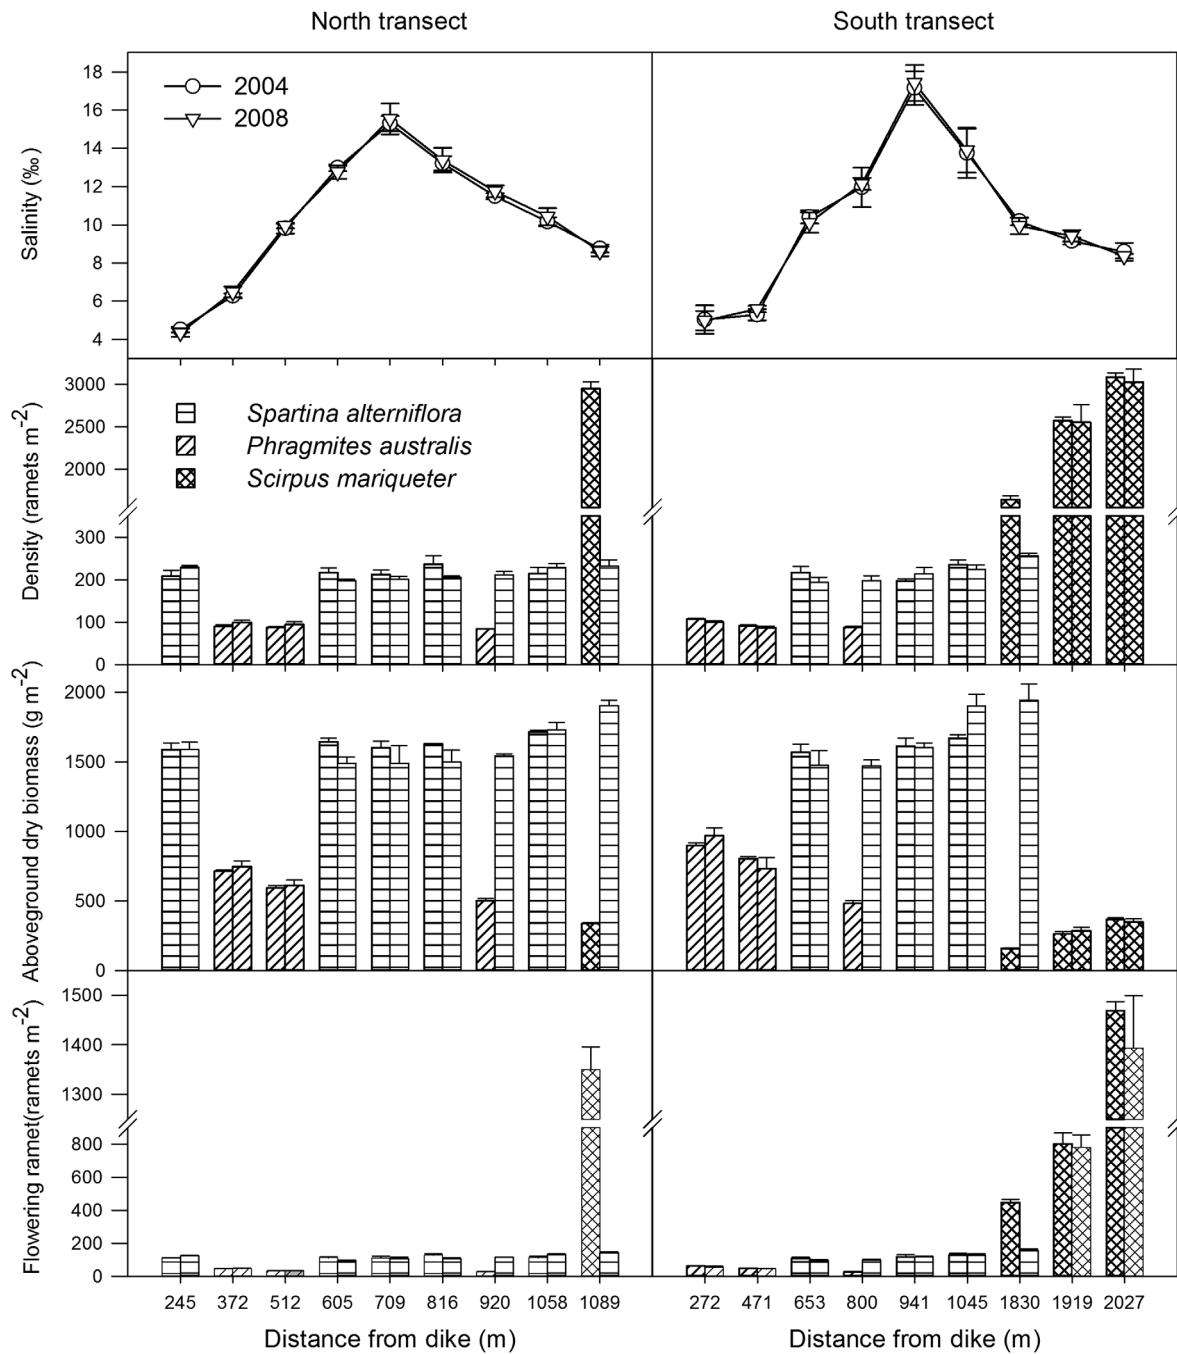 North transect
South transect
18
16
14
12
10
8
6
4
Salinity (‰)
2004
2008
3000
2500
2000
300
200
100
0
Density (ramets m-2)
Spartina alterniflora
Phragmites australis
Scirpus mariqueter
2000
1500
1000
500
0
Aboveground dry biomass (g m-2)
1500
1400
1300
800
600
400
200
0
Flowering ramet(ramets m-2)
245 372 512 605 709 816 920 1058 1089
272 471 653 800 941 1045 1830 1919 2027
Distance from dike (m)
Distance from dike (m)